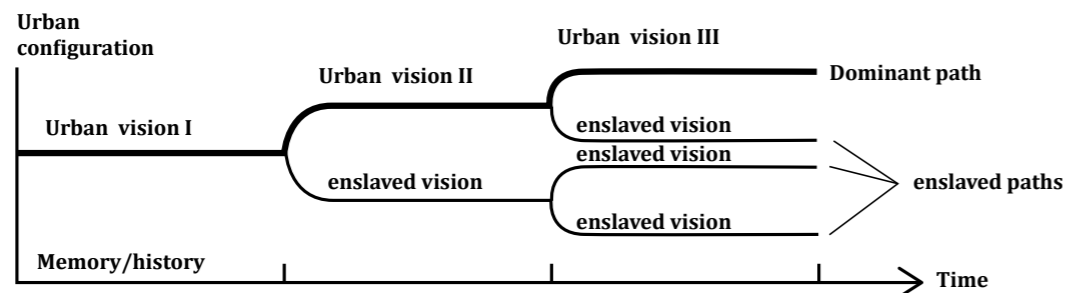 Urban
configuration
Urban vision III
Urban vision II
Dominant path
Urban vision I
enslaved vision
enslaved vision
enslaved vision
enslaved paths
enslaved vision
Memory/history
Time